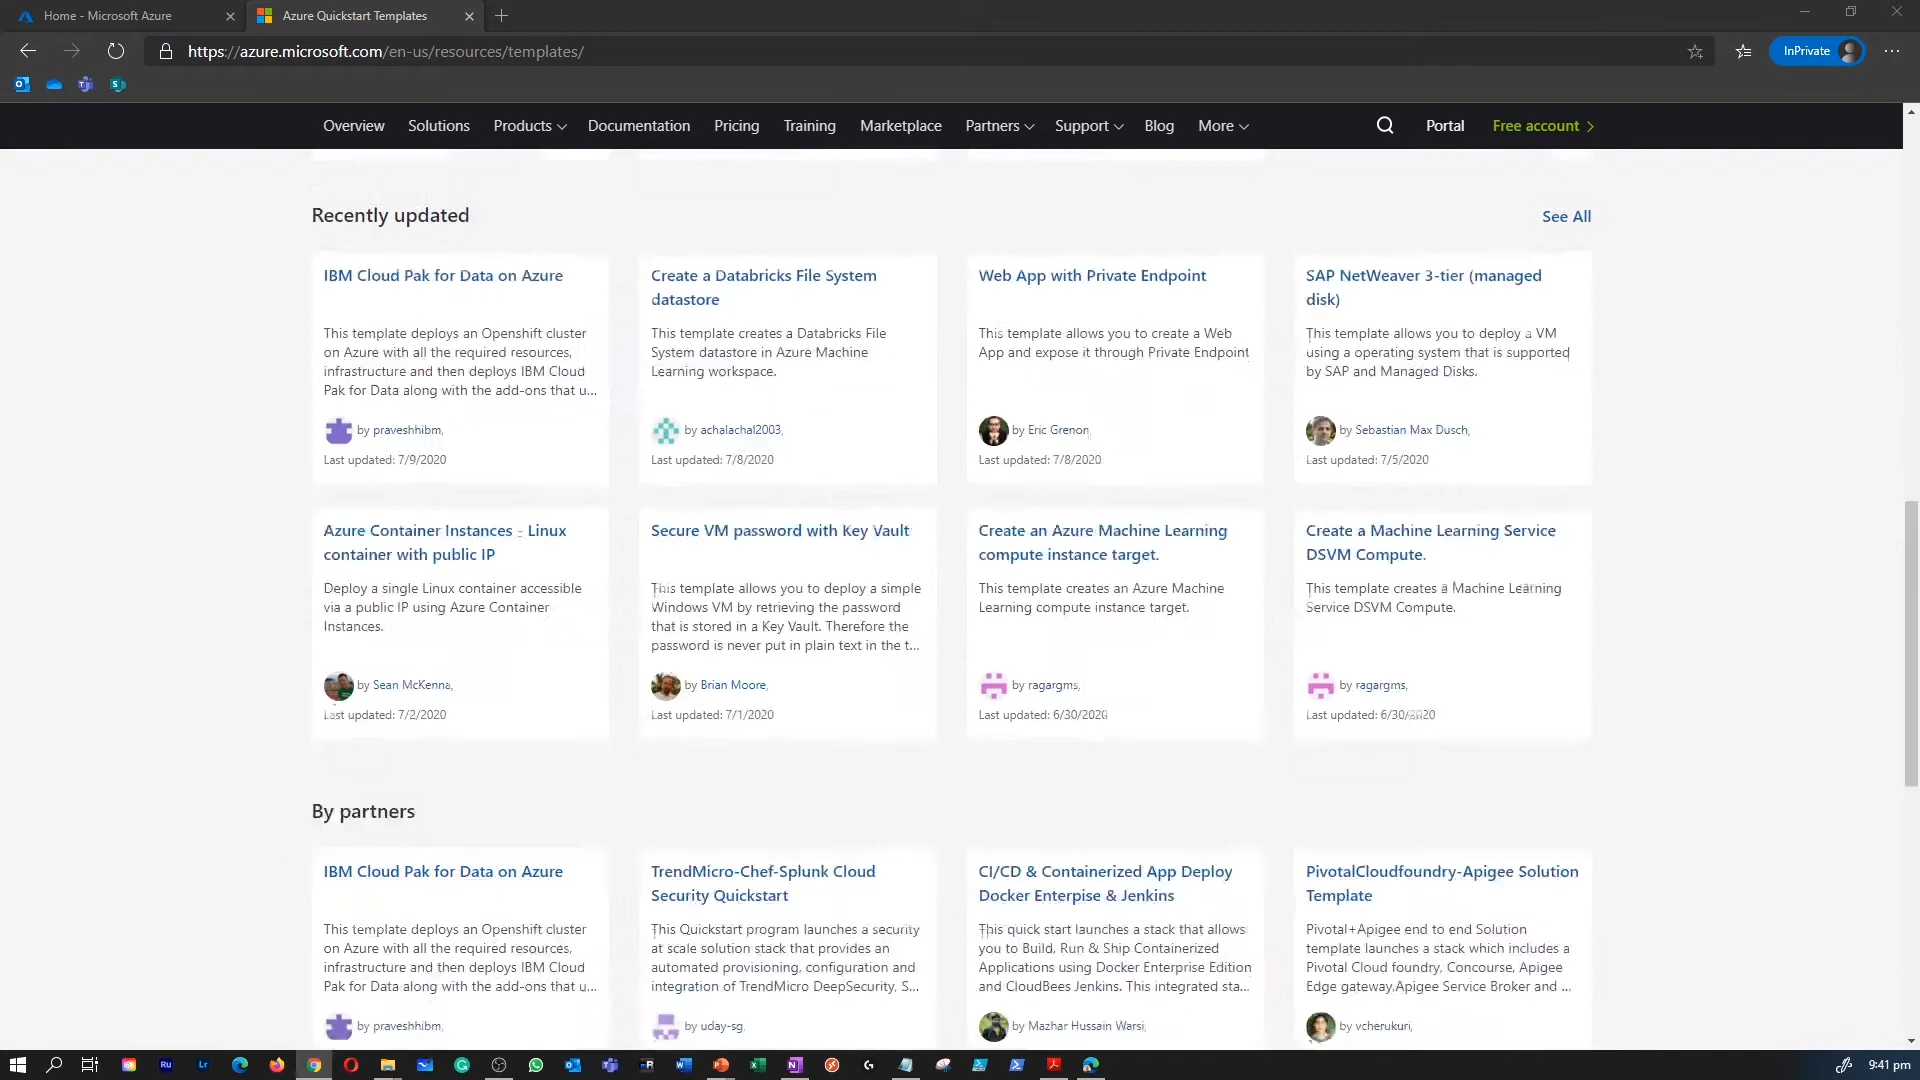 Home - Microsoft Azure
Azure Quickstart Templates
https://azure.microsoft.com/en-us/resources/templates/
InPrivate
Overview Solutions Products Documentation Pricing Training Marketplace Partners Support Blog More Portal Free account
Recently updated
See All
IBM Cloud Pak for Data on Azure
This template deploys an Openshift cluster
on Azure with all the required resources,
infrastructure and then deploys IBM Cloud
Pak for Data along with the add-ons that u...
by praveshhibm,
Last updated: 7/9/2020
Create a Databricks File System
datastore
This template creates a Databricks File
System datastore in Azure Machine
Learning workspace.
by achalachal2003,
Last updated: 7/8/2020
Web App with Private Endpoint
This template allows you to create a Web
App and expose it through Private Endpoint
by Eric Grenon,
Last updated: 7/8/2020
SAP NetWeaver 3-tier (managed
disk)
This template allows you to deploy a VM
using a operating system that is supported
by SAP and Managed Disks.
by Sebastian Max Dusch,
Last updated: 7/5/2020
Azure Container Instances - Linux
container with public IP
Deploy a single Linux container accessible
via a public IP using Azure Container
Instances.
by Sean McKenna,
Last updated: 7/2/2020
Secure VM password with Key Vault
This template allows you to deploy a simple
Windows VM by retrieving the password
that is stored in a Key Vault. Therefore the
password is never put in plain text in the t...
by Brian Moore,
Last updated: 7/1/2020
Create an Azure Machine Learning
compute instance target.
This template creates an Azure Machine
Learning compute instance target.
by ragargms,
Last updated: 6/30/2020
Create a Machine Learning Service
DSVM Compute.
This template creates a Machine Learning
Service DSVM Compute.
by ragargms,
Last updated: 6/30/2020
By partners
IBM Cloud Pak for Data on Azure
This template deploys an Openshift cluster
on Azure with all the required resources,
infrastructure and then deploys IBM Cloud
Pak for Data along with the add-ons that u...
by praveshhibm,
TrendMicro-Chef-Splunk Cloud
Security Quickstart
This Quickstart program launches a security
at scale solution stack that provides an
automated provisioning, configuration and
integration of TrendMicro DeepSecurity, S...
by uday-sg,
CI/CD & Containerized App Deploy
Docker Enterpise & Jenkins
This quick start launches a stack that allows
you to Build, Run & Ship Containerized
Applications using Docker Enterprise Edition
and CloudBees Jenkins. This integrated sta...
by Mazhar Hussain Warsi,
PivotalCloudfoundry-Apigee Solution
Template
Pivotal+Apigee end to end Solution
template launches a stack which includes a
Pivotal Cloud foundry, Concourse, Apigee
Edge gateway,Apigee Service Broker and ...
by vcherukuri,
9:41 pm